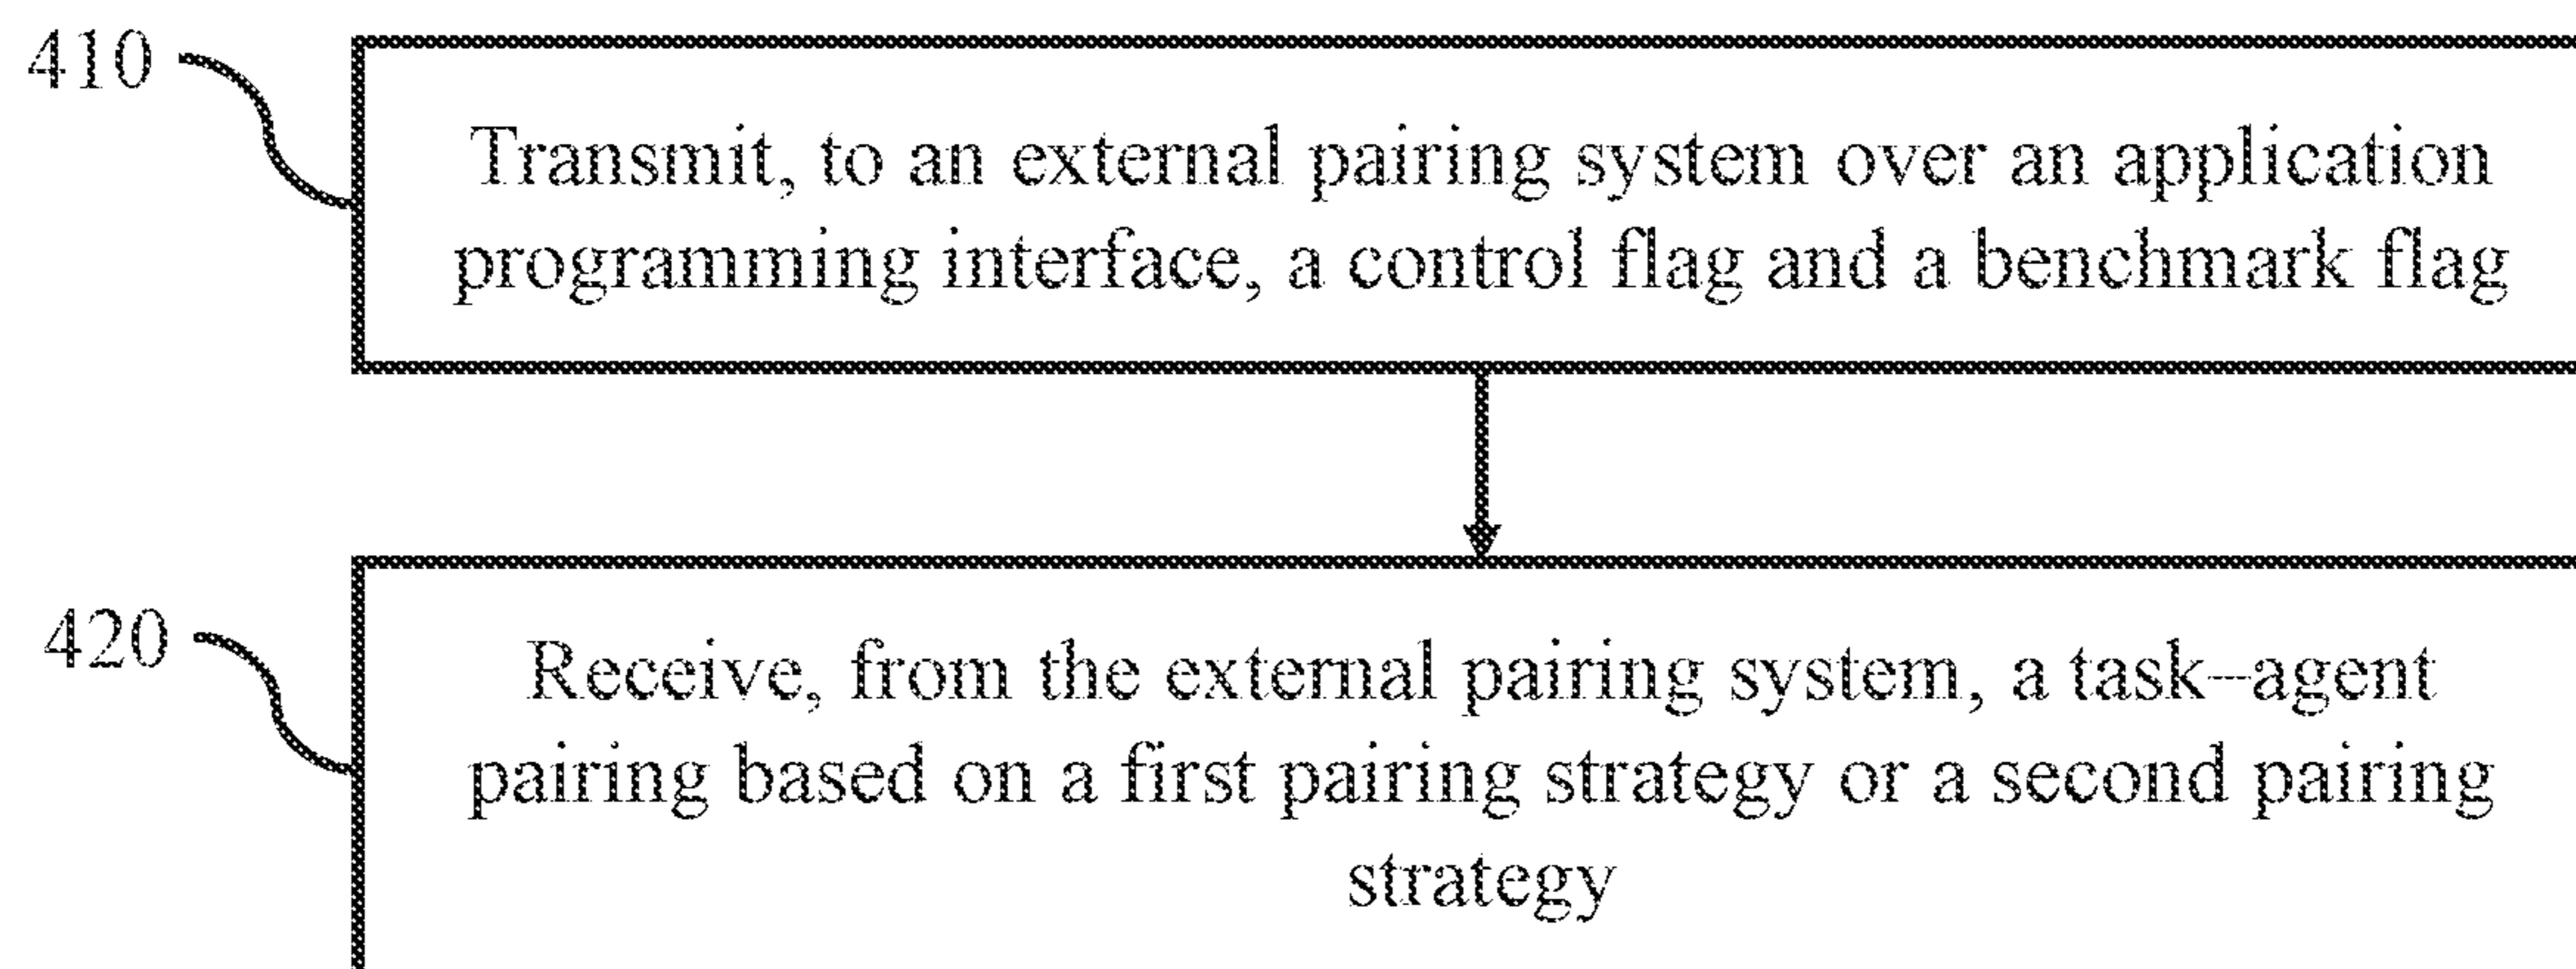 410
Transmit, to an external pairing system over an application
programming interface, a control flag and a benchmark flag
420
Receive, from the external pairing system, a task–agent
pairing based on a first pairing strategy or a second pairing
strategy